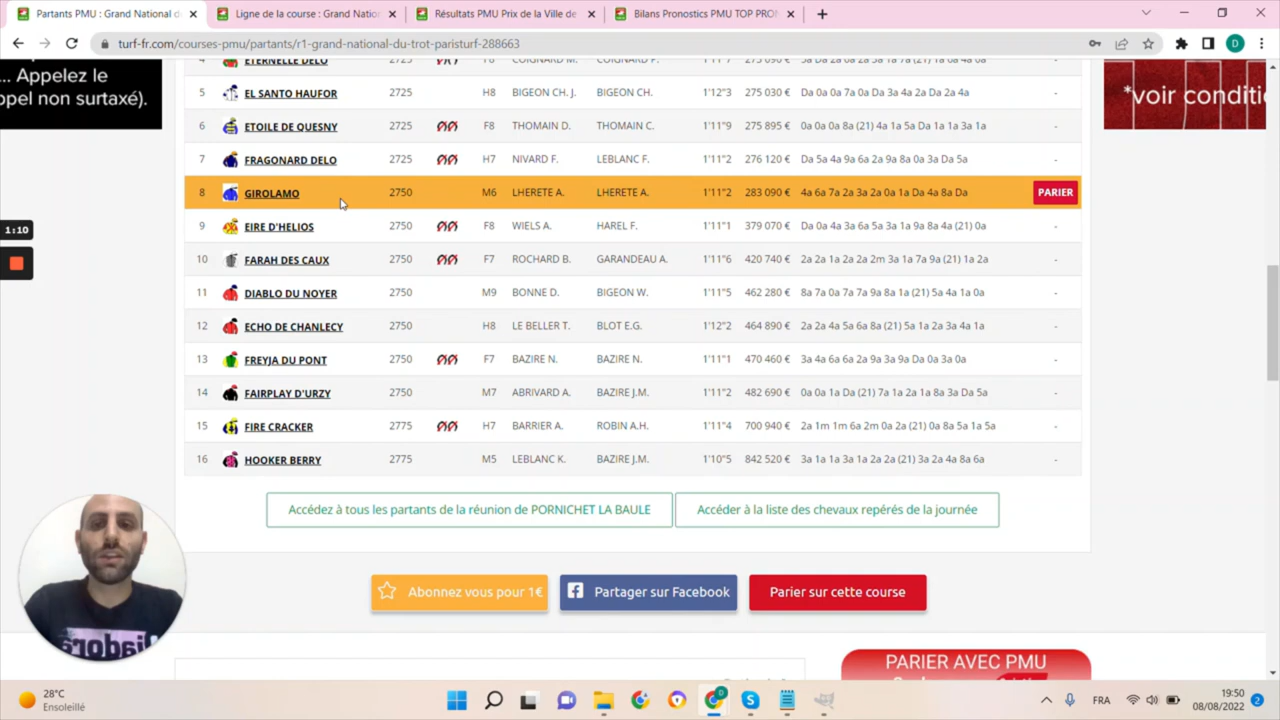 Partants PMU : Grand National d
Ligne de la course : Grand Natio
Résultats PMU Prix de la Ville de
Bilans Pronostics PMU TOP PRO
turf-fr.com/courses-pmu/partants/r1-grand-national-du-trot-paristurf-288663
... Appelez le
ppel non surtaxé).
*voir conditi
4 ETERNELLE DELO 2725 F8 COIGNARD M. COIGNARD F. 1'11"7
5 EL SANTO HAUFOR 2725 H8 BIGEON CH. J. BIGEON CH. 1'12"3 275 030 € Da 0a 0a 7a 0a Da 3a 4a 2a Da 2a 4a -
6 ETOILE DE QUESNY 2725 F8 THOMAIN D. THOMAIN C. 1'11"9 275 895 € 0a 0a 0a 8a (21) 4a 1a 5a Da 1a 1a 3a 1a -
7 FRAGONARD DELO 2725 H7 NIVARD F. LEBLANC F. 1'11"2 276 120 € Da 5a 4a 9a 6a 2a 9a 8a 0a 3a Da 5a -
8 GIROLAMO 2750 M6 LHERETE A. LHERETE A. 1'11"2 283 090 € 4a 6a 7a 2a 3a 2a 0a 1a Da 4a 8a Da PARIER
9 EIRE D'HELIOS 2750 F8 WIELS A. HAREL F. 1'11"1 379 070 € Da 0a 4a 3a 6a 5a 3a 1a 9a 8a 4a (21) 0a -
10 FARAH DES CAUX 2750 F7 ROCHARD B. GARANDEAU A. 1'11"6 420 740 € 2a 2a 1a 2a 2a 2m 3a 1a 7a 9a (21) 1a 2a -
11 DIABLO DU NOYER 2750 M9 BONNE D. BIGEON W. 1'11"5 462 280 € 8a 7a 0a 7a 7a 9a 8a 1a (21) 5a 4a 1a 0a -
12 ECHO DE CHANLECY 2750 H8 LE BELLER T. BLOT E.G. 1'12"2 464 890 € 2a 2a 4a 5a 6a 8a (21) 5a 1a 2a 3a 4a 1a -
13 FREYJA DU PONT 2750 F7 BAZIRE N. BAZIRE N. 1'11"1 470 460 € 3a 4a 6a 6a 2a 9a 3a 9a Da 0a 3a 0a -
14 FAIRPLAY D'URZY 2750 M7 ABRIVARD A. BAZIRE J.M. 1'11"2 482 690 € 0a 0a 1a Da (21) 7a 1a 2a 1a 8a 3a Da 5a -
15 FIRE CRACKER 2775 H7 BARRIER A. ROBIN A.H. 1'11"4 700 940 € 2a 1m 1m 6a 2m 0a 2a (21) 0a 8a 5a 1a 5a -
16 HOOKER BERRY 2775 M5 LEBLANC K. BAZIRE J.M. 1'10"5 842 520 € 3a 1a 1a 3a 1a 2a 2a (21) 3a 2a 4a 8a 6a -
Accédez à tous les partants de la réunion de PORNICHET LA BAULE
Accéder à la liste des chevaux repérés de la journée
Abonnez vous pour 1€
Partager sur Facebook
Parier sur cette course
PARIER AVEC PMU
1:10
28°C
Ensoleillé
FRA
19:50
08/08/2022
2